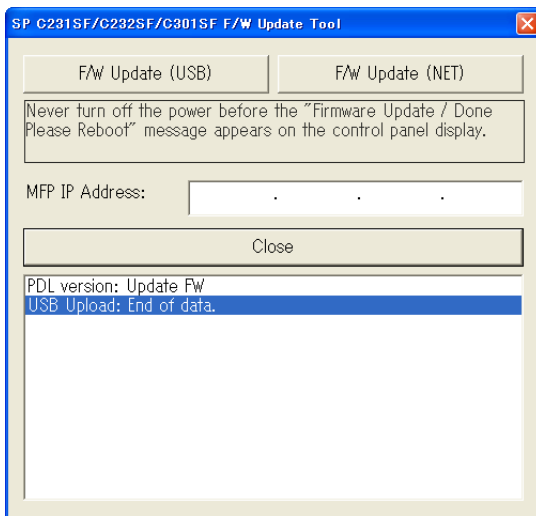 SP C231SF/C232SF/C301SF F/W Update Tool
F/W Update (USB) F/W Update (NET)
Never turn off the power before the "Firmware Update / Done
Please Reboot" message appears on the control panel display.
MFP IP Address: . . .
Close
PDL version: Update FW
USB Upload: End of data.